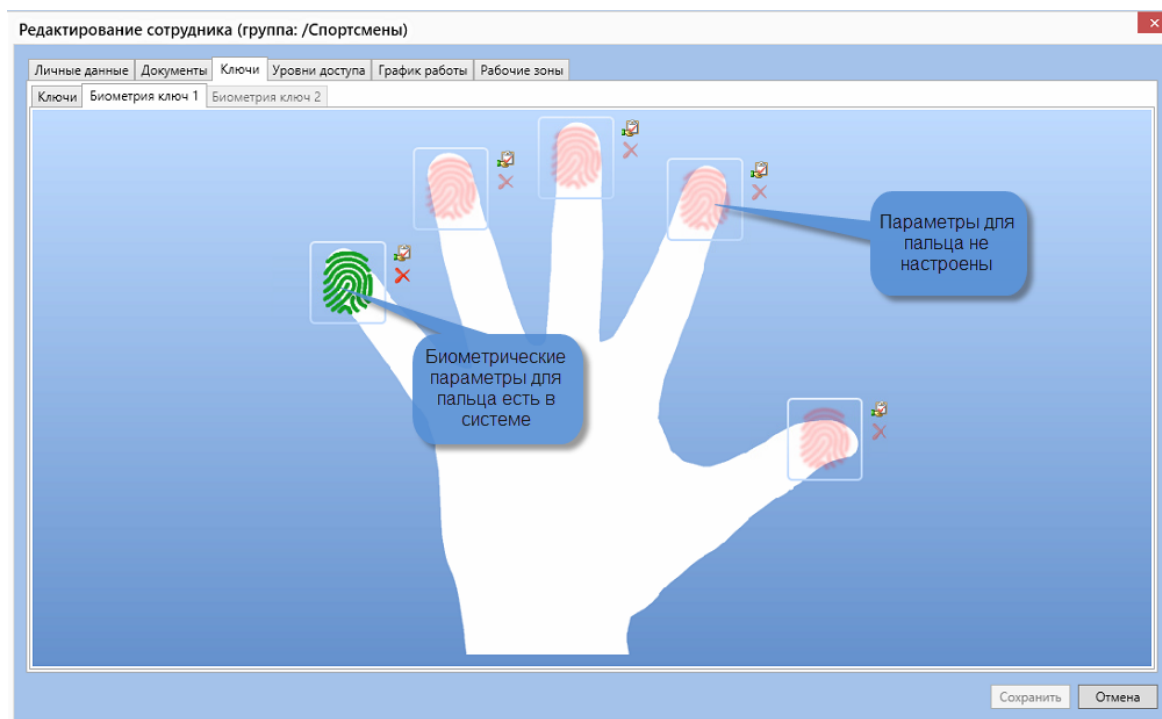 Редактирование сотрудника (группа: /Спортсмены)
Личные данные Документы Ключи Уровни доступа График работы Рабочие зоны
Ключи Биометрия ключ 1 Биометрия ключ 2
Параметры для
пальца не
настроены
Биометрические
параметры для
пальца есть в
системе
Сохранить Отмена